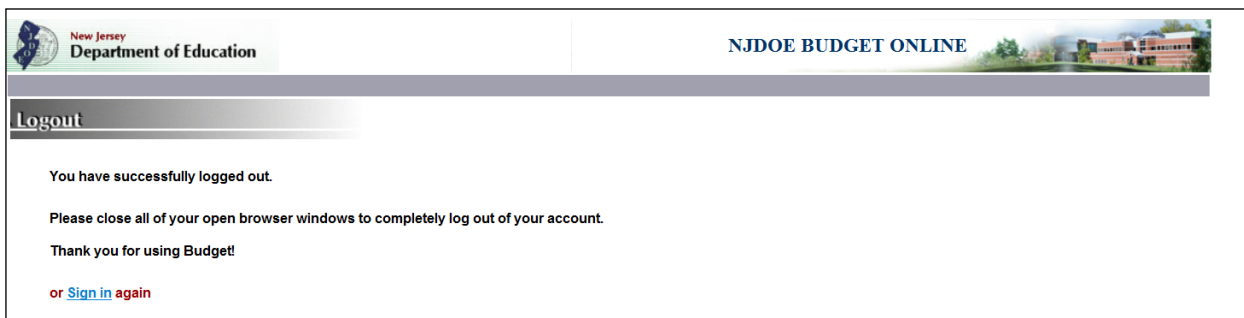 New Jersey
Department of Education
NJDOE BUDGET ONLINE
Logout
You have successfully logged out.
Please close all of your open browser windows to completely log out of your account.
Thank you for using Budget!
or Sign in again